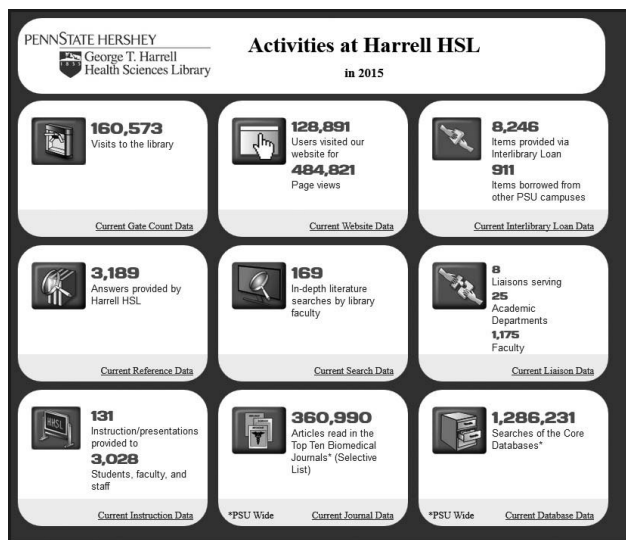 PENNSTATE HERSHEY
George T. Harrell
Health Sciences Library
Activities at Harrell HSL
in 2015
160,573
Visits to the library
Current Gate Count Data
128,891
Users visited our
website for
484,821
Page views
Current Website Data
8,246
Items provided via
Interlibrary Loan
911
Items borrowed from
other PSU campuses
Current Interlibrary Loan Data
3,189
Answers provided by
Harrell HSL
Current Reference Data
169
In-depth literature
searches by library
faculty
Current Search Data
8
Liaisons serving
25
Academic
Departments
1,175
Faculty
Current Liaison Data
HHSL
131
Instruction/presentations
provided to
3,028
Students, faculty, and
staff
Current Instruction Data
360,990
Articles read in the
Top Ten Biomedical
Journals* (Selective
List)
*PSU Wide
Current Journal Data
1,286,231
Searches of the Core
Databases*
*PSU Wide
Current Database Data